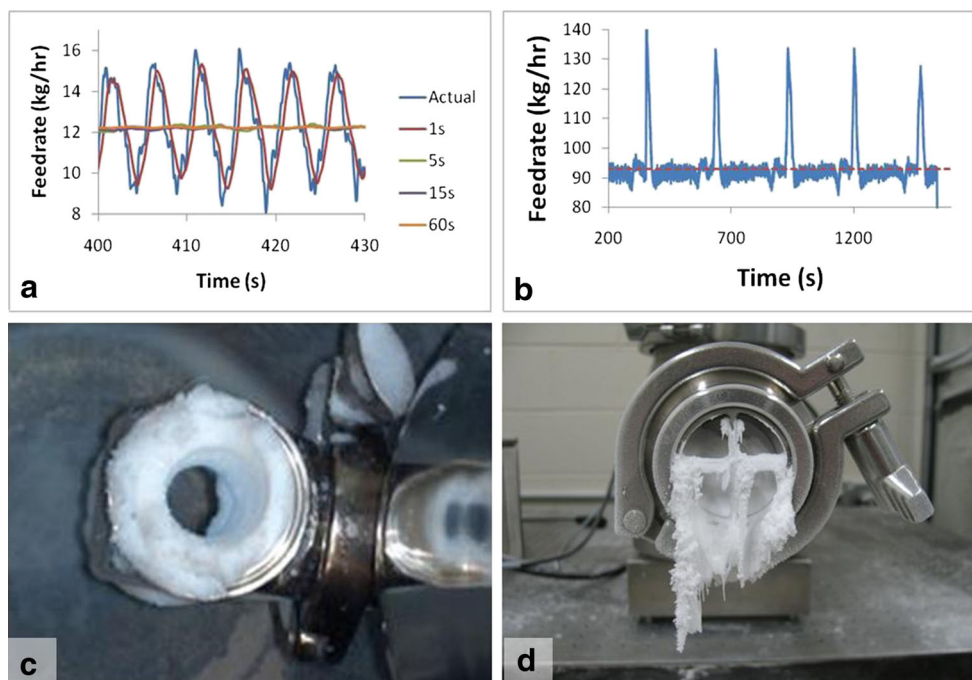 Feedrate (kg/hr)
16
14
12
10
8
400
410
420
430
Time (s)
Actual
1s
5s
15s
60s
a
Feedrate (kg/hr)
140
130
120
110
100
90
80
200
700
1200
Time (s)
b
c
d